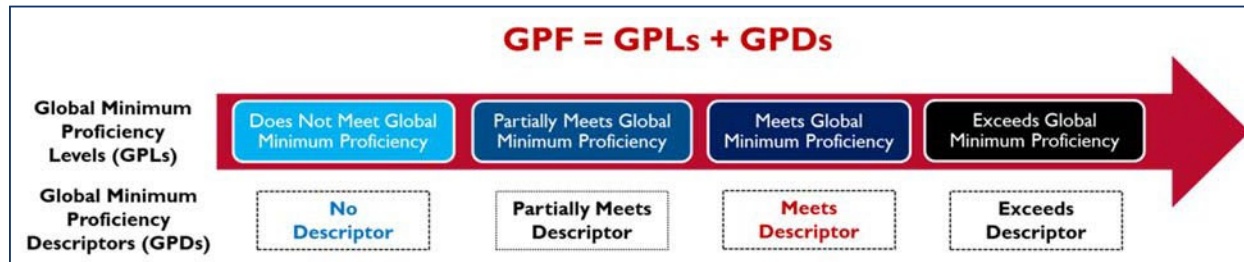 GPF = GPLs + GPDs
Global Minimum
Proficiency
Levels (GPLs)
Does Not Meet Global
Minimum Proficiency
Partially Meets Global
Minimum Proficiency
Meets Global
Minimum Proficiency
Exceeds Global
Minimum Proficiency
Global Minimum
Proficiency
Descriptors (GPDs)
No
Descriptor
Partially Meets
Descriptor
Meets
Descriptor
Exceeds
Descriptor